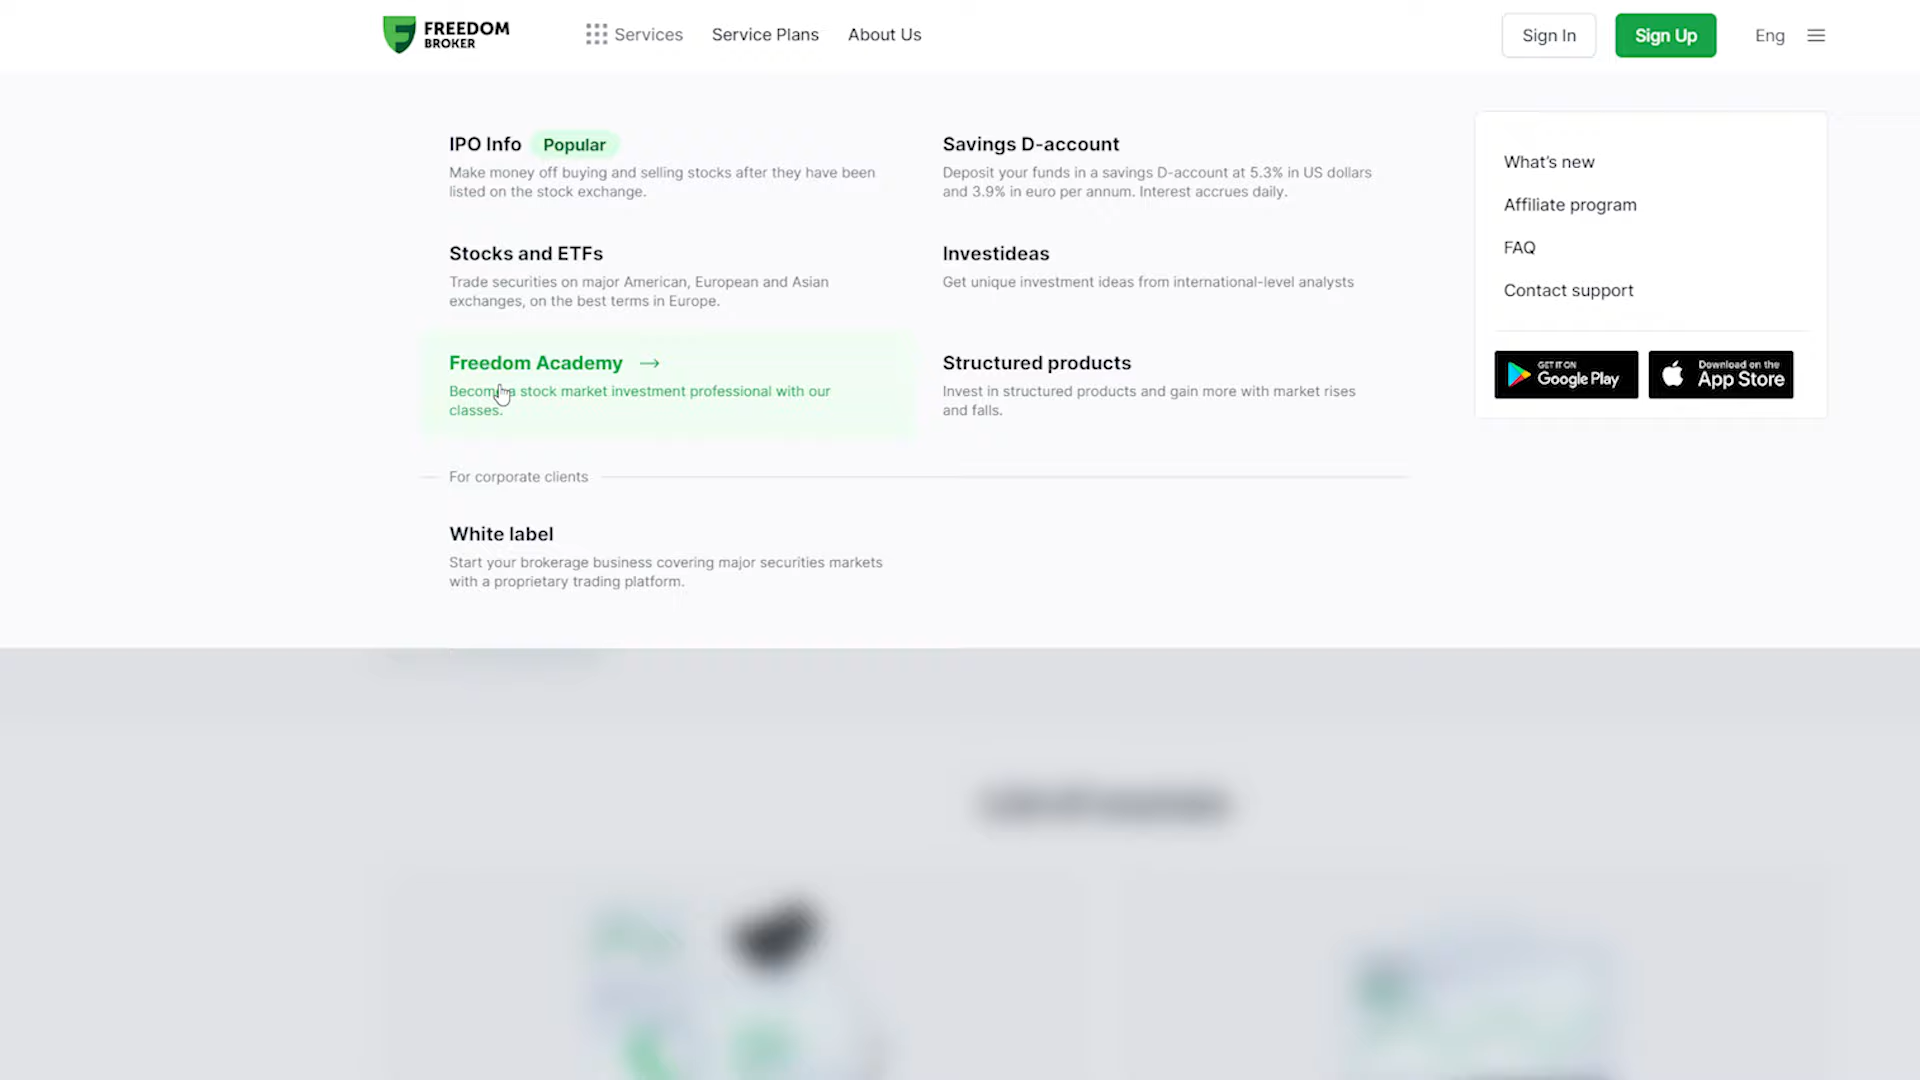 FREEDOM
BROKER
Services
Service Plans
About Us
Sign In
Sign Up
Eng
IPO Info
Popular
Make money off buying and selling stocks after they have been
listed on the stock exchange.
Savings D-account
Deposit your funds in a savings D-account at 5.3% in US dollars
and 3.9% in euro per annum. Interest accrues daily.
Stocks and ETFs
Trade securities on major American, European and Asian
exchanges, on the best terms in Europe.
Investideas
Get unique investment ideas from international-level analysts
Freedom Academy →
Become a stock market investment professional with our
classes.
Structured products
Invest in structured products and gain more with market rises
and falls.
For corporate clients
White label
Start your brokerage business covering major securities markets
with a proprietary trading platform.
What's new
Affiliate program
FAQ
Contact support
GET IT ON
Google Play
Download on the
App Store